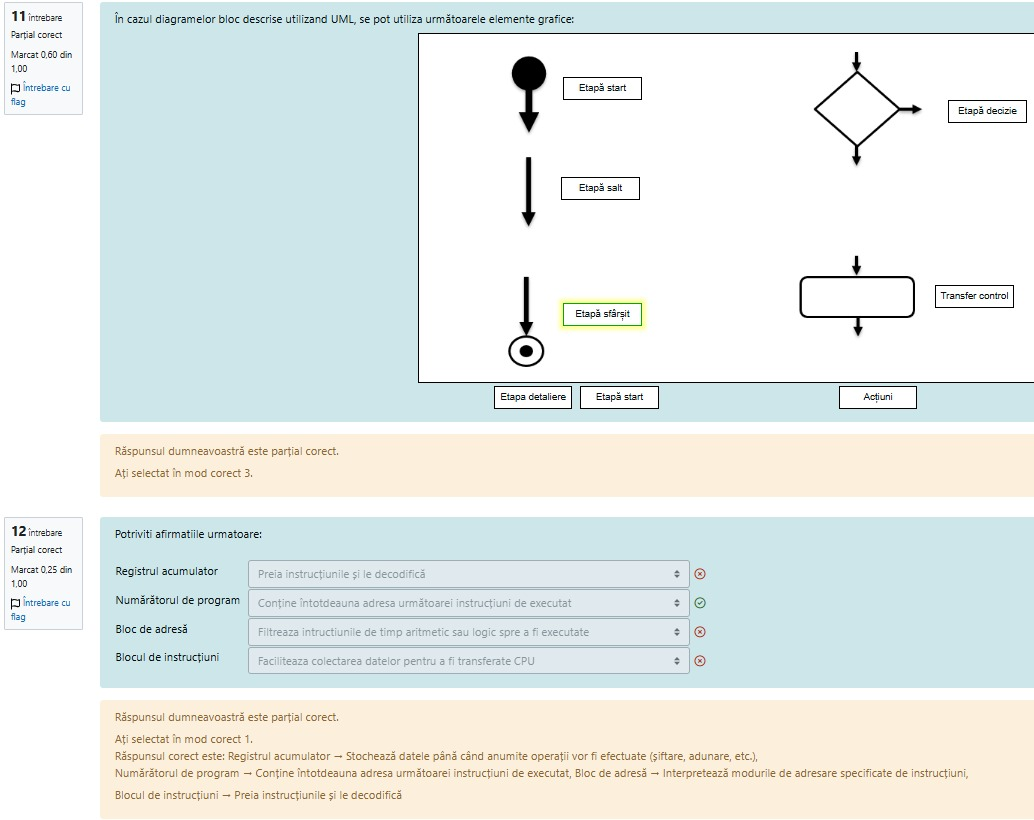 11 întrebare
Parțial corect
Marcat 0,60 din
1,00
Întrebare cu
flag
În cazul diagramelor bloc descrise utilizand UML, se pot utiliza următoarele elemente grafice:
Etapă start
Etapă decizie
Etapă salt
Transfer control
Etapă sfârșit
Etapa detaliere
Etapă start
Acțiuni
Răspunsul dumneavoastră este parțial corect.
Ați selectat în mod corect 3.
12 întrebare
Parțial corect
Marcat 0,25 din
1,00
Întrebare cu
flag
Potriviti afirmatiile urmatoare:
Registrul acumulator Preia instrucțiunile și le decodifică
Numărătorul de program Conține întotdeauna adresa următoarei instrucțiuni de executat
Bloc de adresă Filtreaza intructiunile de timp aritmetic sau logic spre a fi executate
Blocul de instrucțiuni Faciliteaza colectarea datelor pentru a fi transferate CPU
Răspunsul dumneavoastră este parțial corect.
Ați selectat în mod corect 1.
Răspunsul corect este: Registrul acumulator → Stochează datele până când anumite operații vor fi efectuate (șiftare, adunare, etc.),
Numărătorul de program → Conține întotdeauna adresa următoarei instrucțiuni de executat, Bloc de adresă → Interpretează modurile de adresare specificate de instrucțiuni,
Blocul de instrucțiuni → Preia instrucțiunile și le decodifică